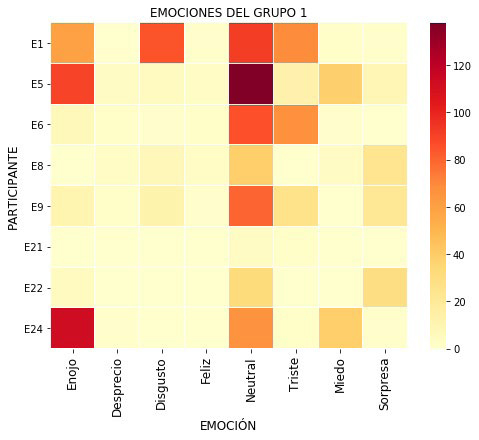 EMOCIONES DEL GRUPO 1
PARTICIPANTE
E1
E5
E6
E8
E9
E21
E22
E24
Enojo
Desprecio
Disgusto
Feliz
Neutral
Triste
Miedo
Sorpresa
EMOCIÓN
120
100
80
60
40
20
0